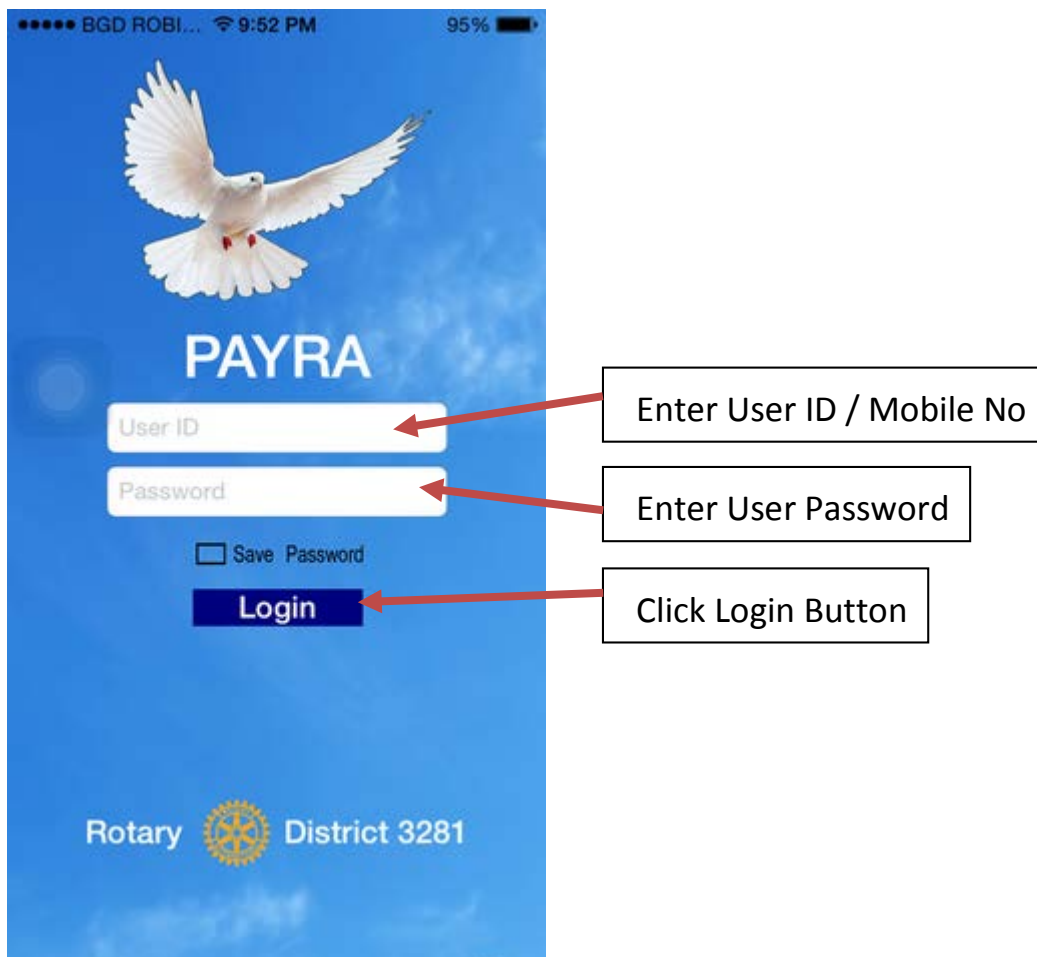 BGD ROBI... 9:52 PM 95%
PAYRA
User ID
Enter User ID / Mobile No
Password
Enter User Password
Save Password
Login
Click Login Button
Rotary District 3281